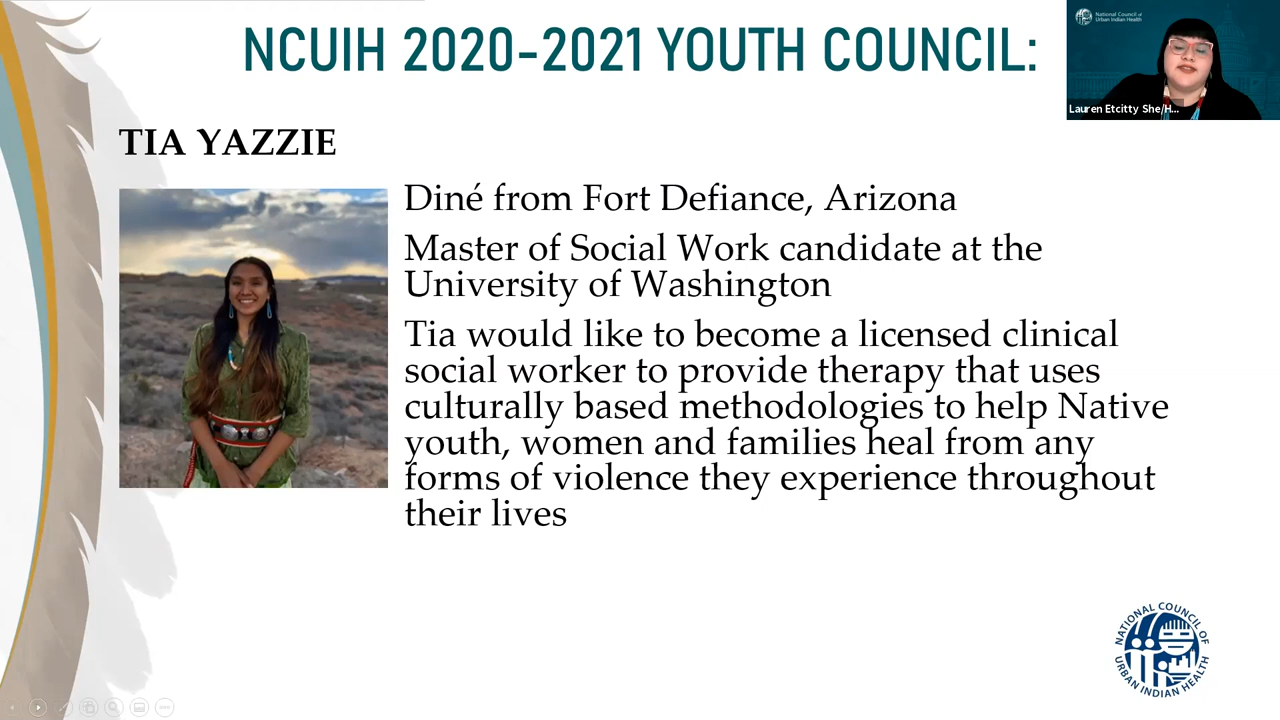 NCUIH 2020-2021 YOUTH COUNCIL:
National Council of
Urban Indian Health
Lauren Etcitty She/H...
TIA YAZZIE
Diné from Fort Defiance, Arizona
Master of Social Work candidate at the
University of Washington
Tia would like to become a licensed clinical
social worker to provide therapy that uses
culturally based methodologies to help Native
youth, women and families heal from any
forms of violence they experience throughout
their lives
NATIONAL COUNCIL OF
URBAN INDIAN HEALTH